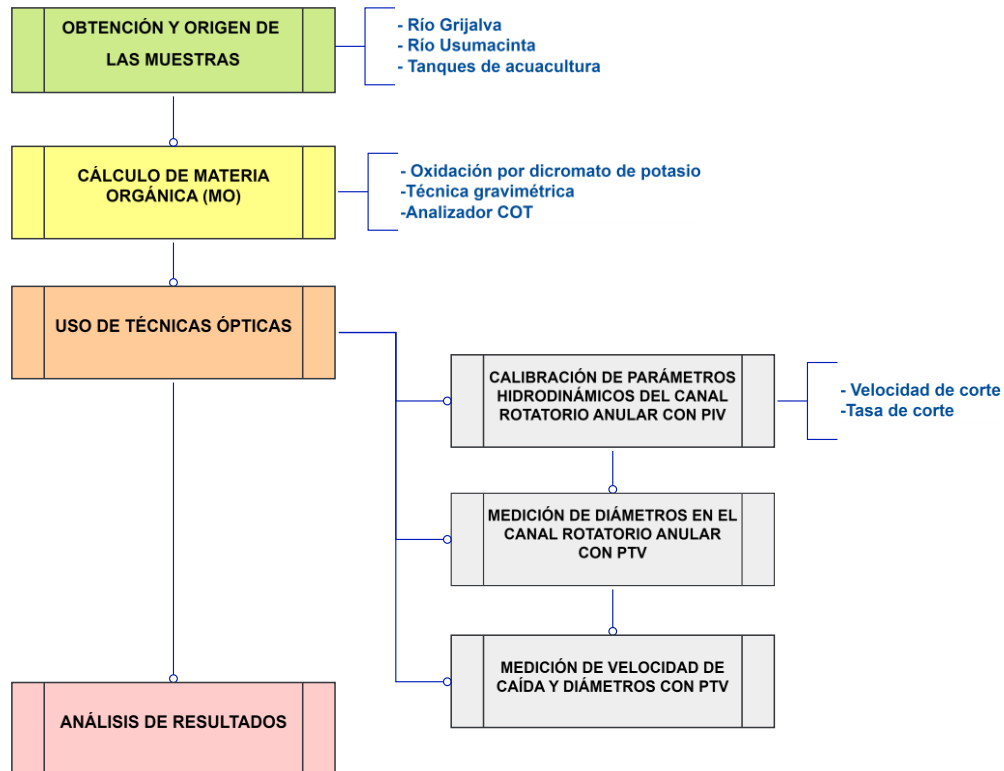 OBTENCIÓN Y ORIGEN DE
LAS MUESTRAS
- Río Grijalva
- Río Usumacinta
- Tanques de acuacultura
CÁLCULO DE MATERIA
ORGÁNICA (MO)
- Oxidación por dicromato de potasio
-Técnica gravimétrica
-Analizador COT
USO DE TÉCNICAS ÓPTICAS
CALIBRACIÓN DE PARÁMETROS
HIDRODINÁMICOS DEL CANAL
ROTATORIO ANULAR CON PIV
- Velocidad de corte
-Tasa de corte
MEDICIÓN DE DIÁMETROS EN EL
CANAL ROTATORIO ANULAR
CON PTV
MEDICIÓN DE VELOCIDAD DE
CAÍDA Y DIÁMETROS CON PTV
ANÁLISIS DE RESULTADOS